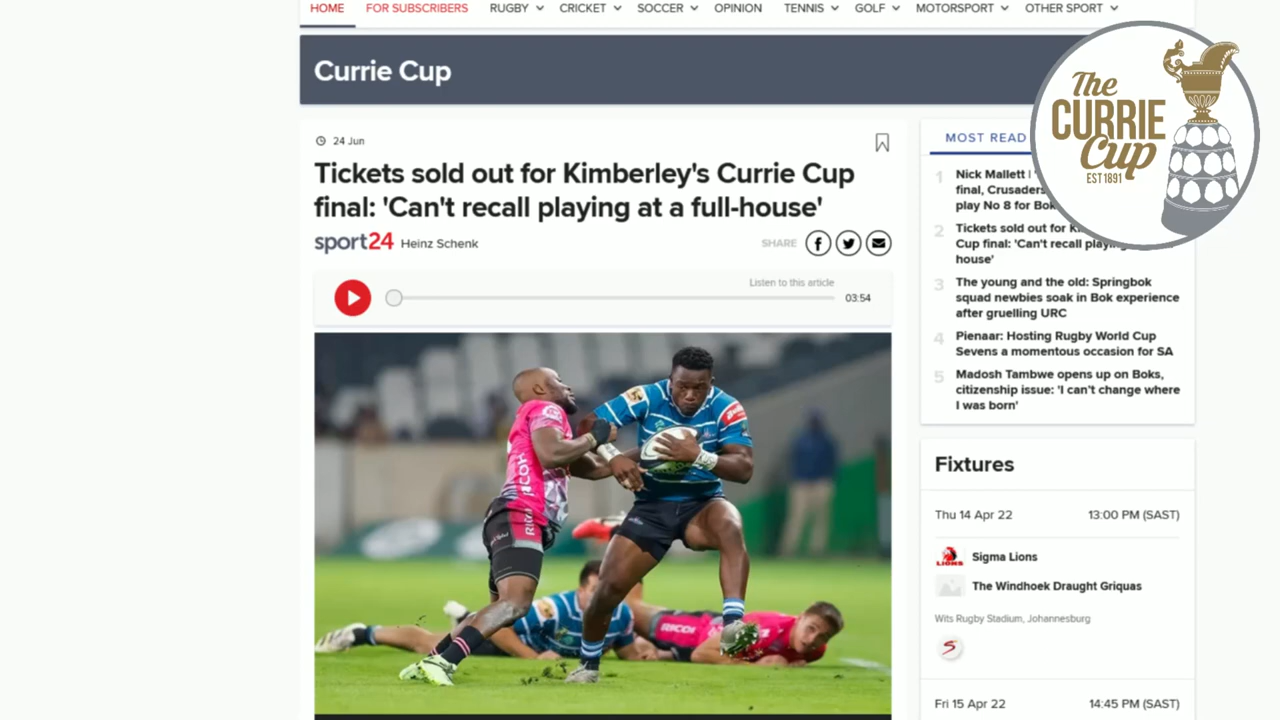 HOME FOR SUBSCRIBERS RUGBY CRICKET SOCCER OPINION TENNIS GOLF MOTORSPORT OTHER SPORT
Currie Cup
The
CURRIE
Cup
EST 1891
24 Jun
Tickets sold out for Kimberley's Currie Cup
final: 'Can't recall playing at a full-house'
sport24 Heinz Schenk
SHARE
Listen to this article
03:54
RICOH
RICOH
RICOH
MOST READ
1 Nick Mallett |
final, Crusaders
play No 8 for Bok
2 Tickets sold out for
Cup final: 'Can't recall
house'
3 The young and the old: Springbok
squad newbies soak in Bok experience
after gruelling URC
4 Pienaar: Hosting Rugby World Cup
Sevens a momentous occasion for SA
5 Madosh Tambwe opens up on Boks,
citizenship issue: 'I can't change where
I was born'
Fixtures
Thu 14 Apr 22 13:00 PM (SAST)
LIONS
Sigma Lions
The Windhoek Draught Griquas
Wits Rugby Stadium, Johannesburg
Fri 15 Apr 22 14:45 PM (SAST)